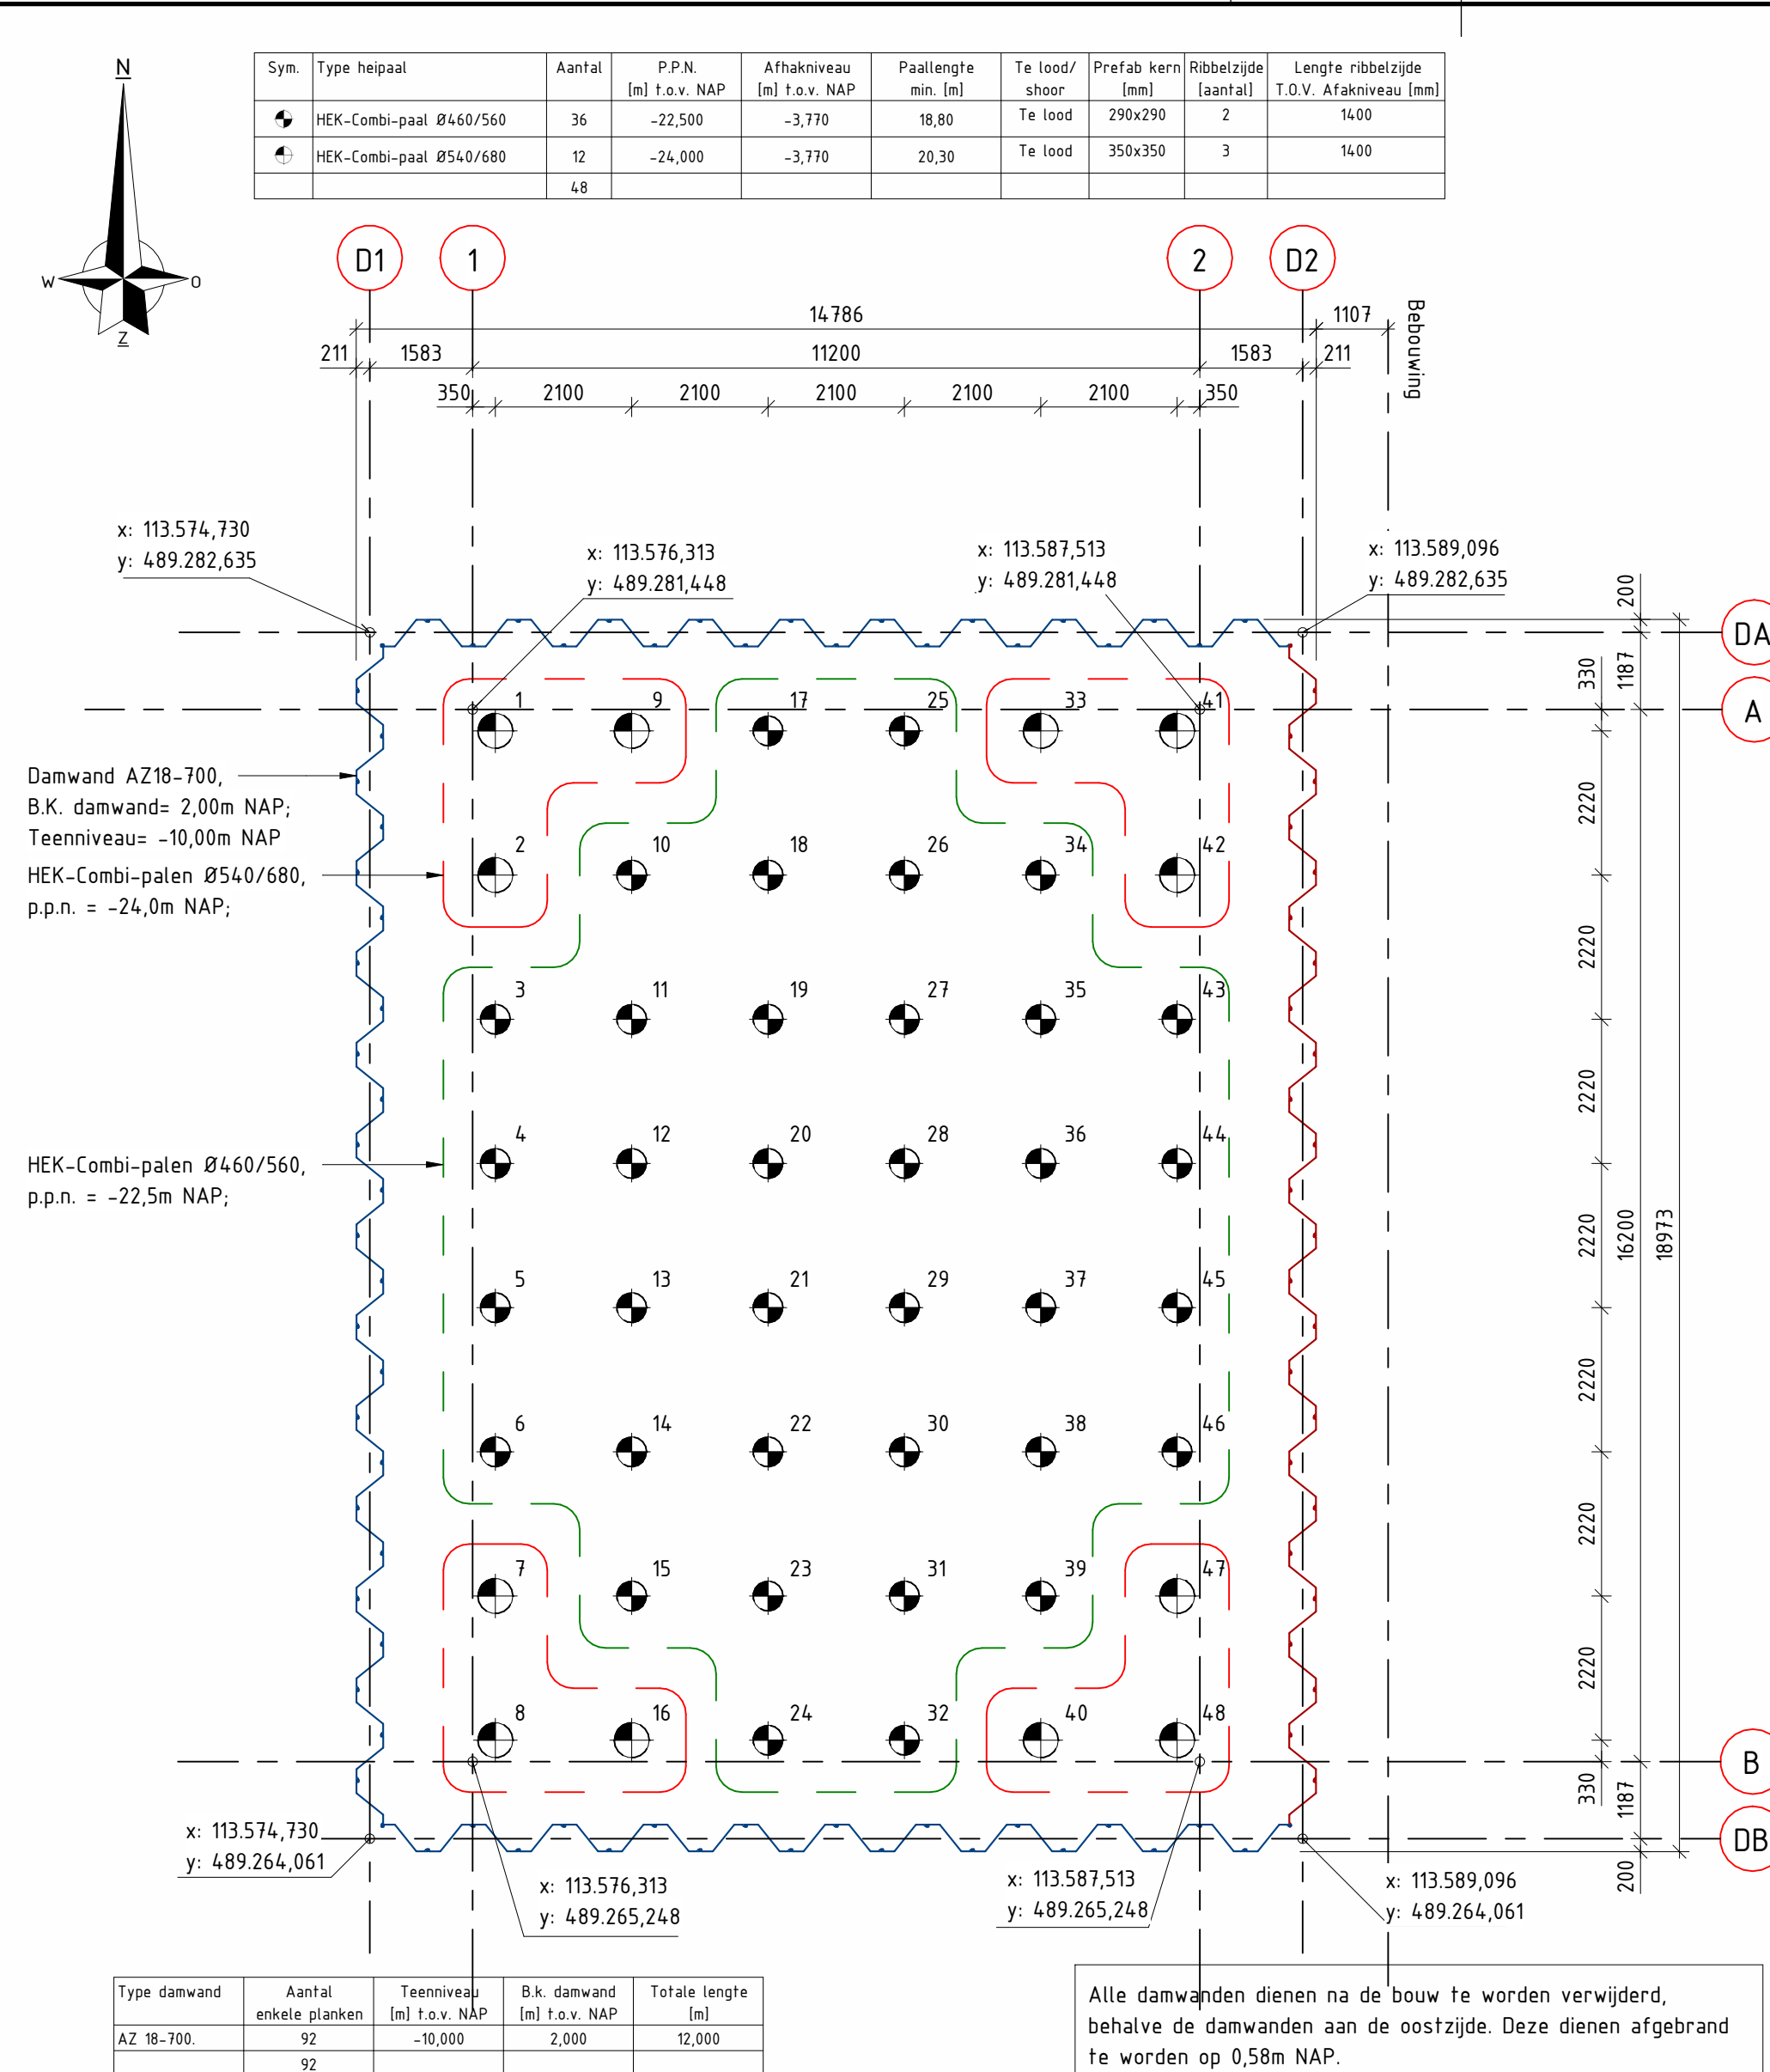 N
W
O
Z
Sym. Type heipaal Aantal P.P.N. [m] t.o.v. NAP Afhakniveau [m] t.o.v. NAP Paallengte min. [m] Te lood/ shoor Prefab kern [mm] Ribbelzijde [aantal] Lengte ribbelzijde T.O.V. Afakniveau [mm]
HEK-Combi-paal Ø460/560 36 -22,500 -3,770 18,80 Te lood 290x290 2 1400
HEK-Combi-paal Ø540/680 12 -24,000 -3,770 20,30 Te lood 350x350 3 1400
48
D1 1 2 D2
14786 1107
Bebouwing
211 1583 11200 1583 211
350 2100 2100 2100 2100 2100 350
x: 113.574,730
y: 489.282,635
x: 113.576,313
y: 489.281,448
x: 113.587,513
y: 489.281,448
x: 113.589,096
y: 489.282,635
200
DA
330 1187
A
1 9 17 25 33 41
Damwand AZ18-700,
B.K. damwand= 2,00m NAP;
Teenniveau= -10,00m NAP
2220
2 10 18 26 34 42
HEK-Combi-palen Ø540/680,
p.p.n. = -24,0m NAP;
2220
3 11 19 27 35 43
2220
4 12 20 28 36 44
HEK-Combi-palen Ø460/560,
p.p.n. = -22,5m NAP;
2220 16200 18973
5 13 21 29 37 45
2220
6 14 22 30 38 46
2220
7 15 23 31 39 47
2220
8 16 24 32 40 48
B
330 1187
DB
200
x: 113.574,730
y: 489.264,061
x: 113.576,313
y: 489.265,248
x: 113.587,513
y: 489.265,248
x: 113.589,096
y: 489.264,061
Type damwand Aantal enkele planken Teenniveau [m] t.o.v. NAP B.k. damwand [m] t.o.v. NAP Totale lengte [m]
AZ 18-700. 92 -10,000 2,000 12,000
92
Alle damwanden dienen na de bouw te worden verwijderd,
behalve de damwanden aan de oostzijde. Deze dienen afgebrand
te worden op 0,58m NAP.